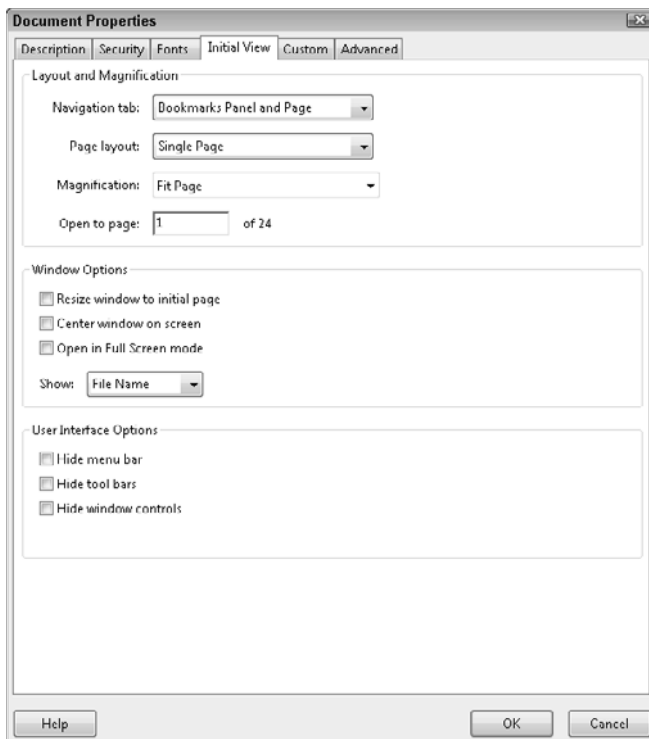 Document Properties
Description Security Fonts Initial View Custom Advanced
Layout and Magnification
Navigation tab: Bookmarks Panel and Page
Page layout: Single Page
Magnification: Fit Page
Open to page: 1 of 24
Window Options
Resize window to initial page
Center window on screen
Open in Full Screen mode
Show: File Name
User Interface Options
Hide menu bar
Hide tool bars
Hide window controls
Help OK Cancel